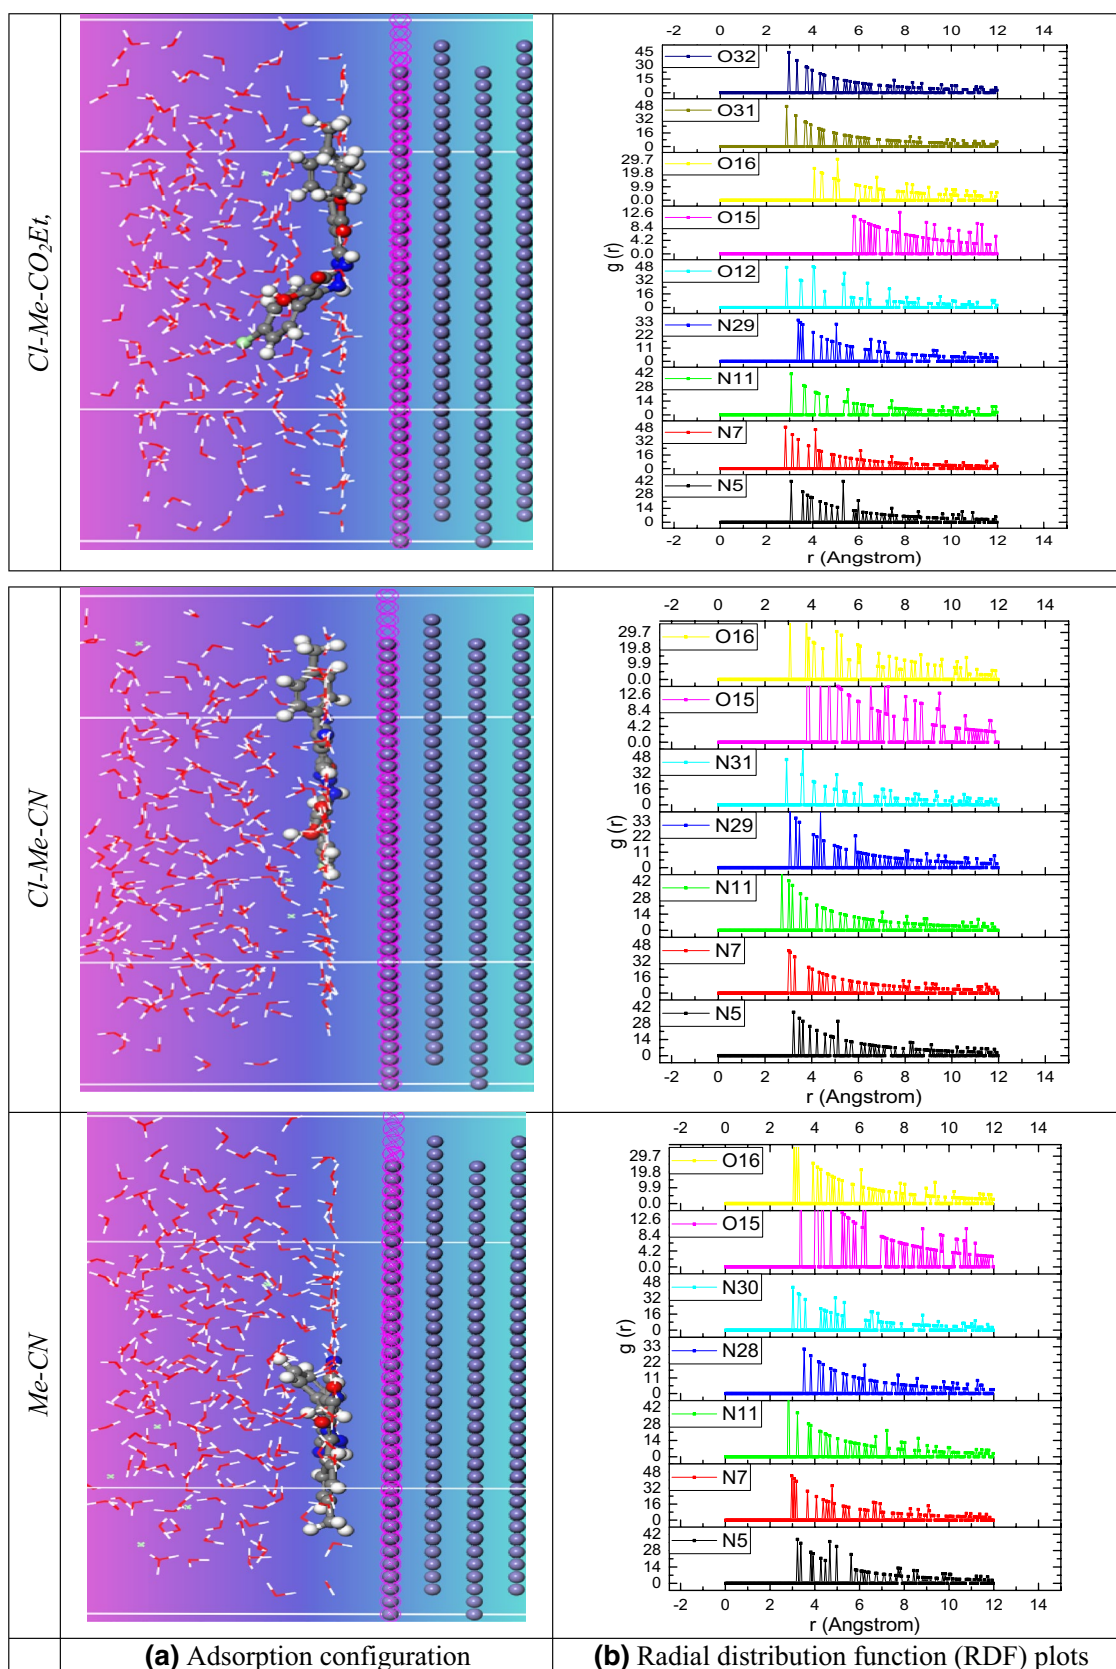 Cl-Me-CO2Et,
-2 0 2 4 6 8 10 12 14
45
30
15
0
O32
48
32
16
0
O31
29.7
19.8
9.9
0.0
O16
12.6
8.4
4.2
0.0
O15
48
32
16
0
O12
33
22
11
0
N29
42
28
14
0
N11
48
32
16
0
N7
42
28
14
0
N5
g (r)
-2 0 2 4 6 8 10 12 14
r (Angstrom)
Cl-Me-CN
-2 0 2 4 6 8 10 12 14
29.7
19.8
9.9
0.0
O16
12.6
8.4
4.2
0.0
O15
48
32
16
0
N31
33
22
11
0
N29
42
28
14
0
N11
48
32
16
0
N7
42
28
14
0
N5
g (r)
-2 0 2 4 6 8 10 12 14
r (Angstrom)
Me-CN
-2 0 2 4 6 8 10 12 14
29.7
19.8
9.9
0.0
O16
12.6
8.4
4.2
0.0
O15
48
32
16
0
N30
33
22
11
0
N28
42
28
14
0
N11
48
32
16
0
N7
42
28
14
0
N5
g (r)
-2 0 2 4 6 8 10 12 14
r (Angstrom)
(a) Adsorption configuration
(b) Radial distribution function (RDF) plots